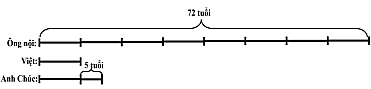 72 tuổi
Ông nội:
Việt:
5 tuổi
Anh Chúc: